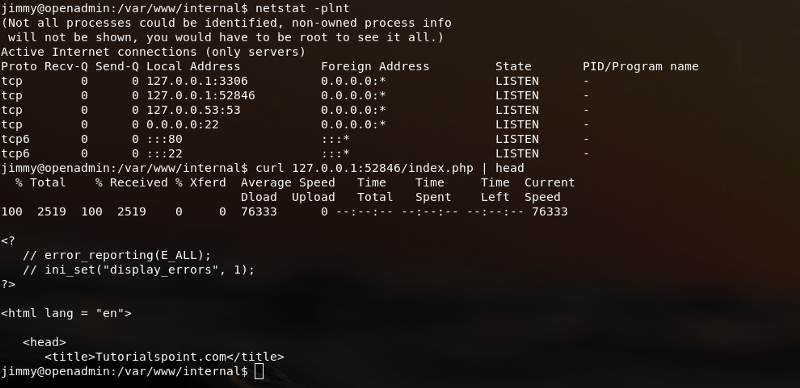 jimmy@openadmin:/var/www/internal$ netstat -plnt
(Not all processes could be identified, non-owned process info
 will not be shown, you would have to be root to see it all.)
Active Internet connections (only servers)
Proto Recv-Q Send-Q Local Address           Foreign Address         State       PID/Program name
tcp        0      0 127.0.0.1:3306          0.0.0.0:*               LISTEN      -
tcp        0      0 127.0.0.1:52846         0.0.0.0:*               LISTEN      -
tcp        0      0 127.0.53:53             0.0.0.0:*               LISTEN      -
tcp        0      0 0.0.0.0:22              0.0.0.0:*               LISTEN      -
tcp6       0      0 :::80                   :::*                    LISTEN      -
tcp6       0      0 :::22                   :::*                    LISTEN      -
jimmy@openadmin:/var/www/internal$ curl 127.0.0.1:52846/index.php | head
  % Total    % Received % Xferd  Average Speed   Time    Time     Time  Current
                                 Dload  Upload   Total   Spent    Left  Speed
100  2519  100  2519    0     0  76333      0 --:--:-- --:--:-- --:--:-- 76333
<?
   // error_reporting(E_ALL);
   // ini_set("display_errors", 1);
?>
<html lang = "en">
   <head>
      <title>Tutorialspoint.com</title>
jimmy@openadmin:/var/www/internal$